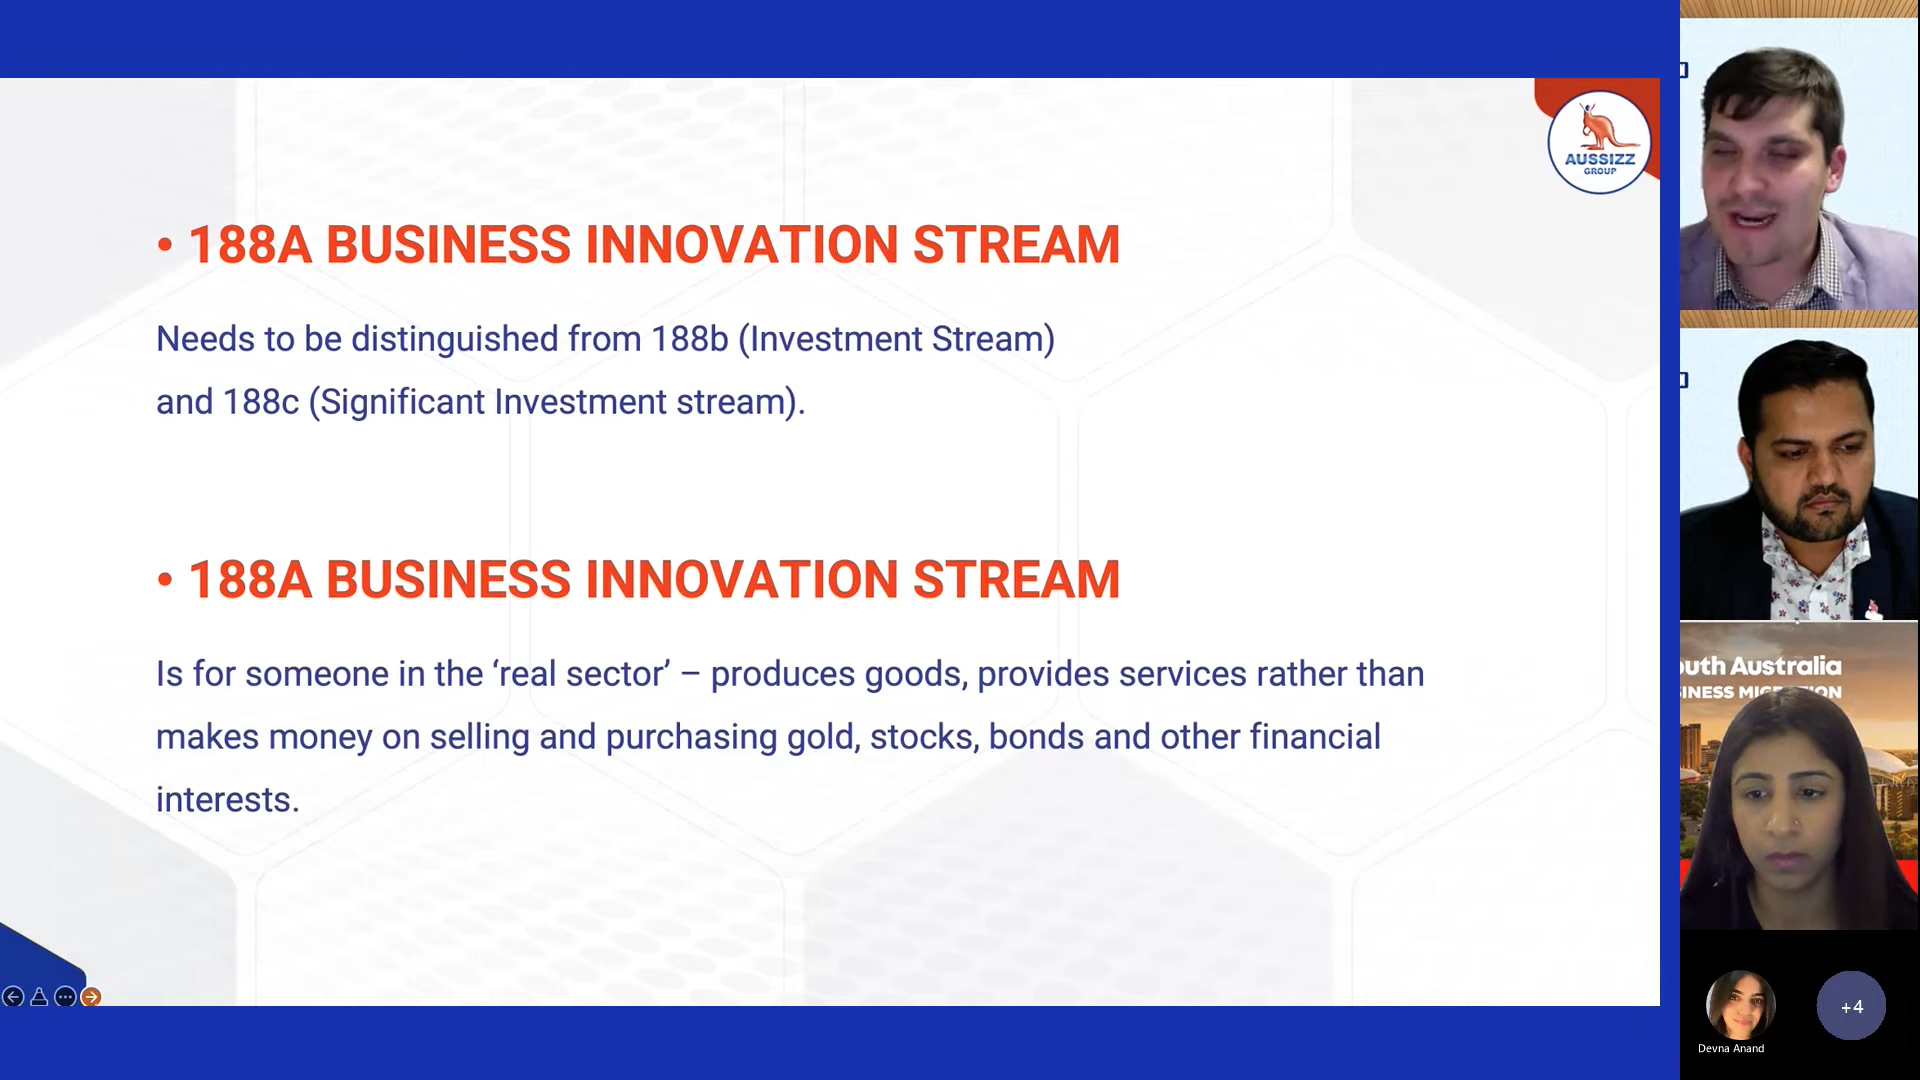 AUSSIZZ
GROUP
• 188A BUSINESS INNOVATION STREAM
Needs to be distinguished from 188b (Investment Stream)
and 188c (Significant Investment stream).
• 188A BUSINESS INNOVATION STREAM
Is for someone in the ‘real sector’ – produces goods, provides services rather than
makes money on selling and purchasing gold, stocks, bonds and other financial
interests.
outh Australia
Devna Anand
+4